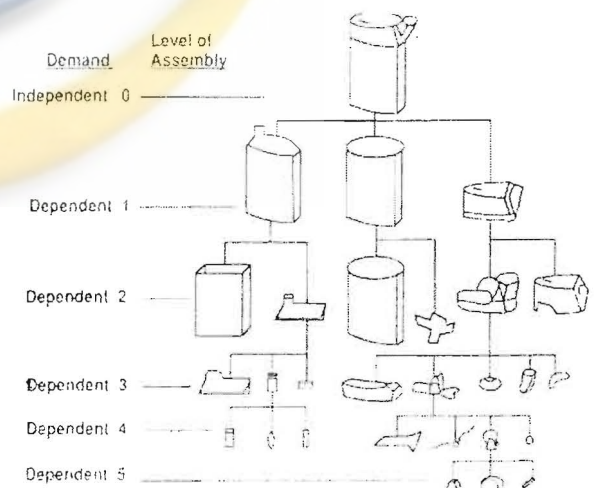 Level of
Demand Assembly
Independent 0
Dependent 1
Dependent 2
Dependent 3
Dependent 4
Dependent 5